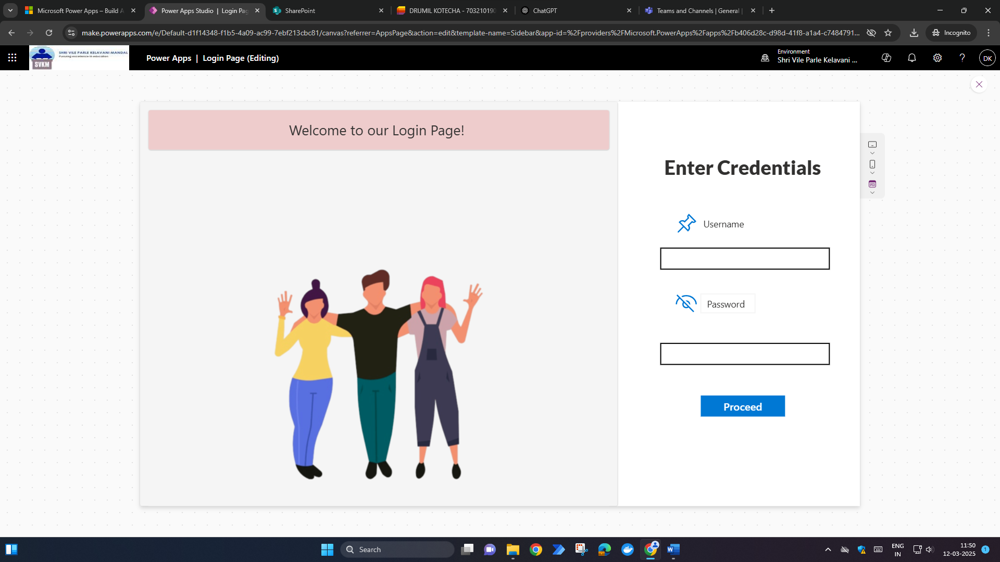 Microsoft Power Apps – Build A
Power Apps Studio | Login Pag
SharePoint
DRUMIL KOTECHA - 703210190
ChatGPT
Teams and Channels | General |
make.powerapps.com/e/Default-d1f14348-f1b5-4a09-ac99-7ebf213cbc81/canvas?referrer=AppsPage&action=edit&template-name=Sidebar&app-id=%2Fproviders%2FMicrosoft.PowerApps%2Fapps%2Fb406d28c-d98d-41f8-a1a4-c7484791...
Incognito
SHRI VILE PARLE KELAVANI MANDAL
Pursuing excellence in education
SVKM
Power Apps | Login Page (Editing)
Environment
Shri Vile Parle Kelavani ...
DK
Welcome to our Login Page!
Enter Credentials
Username
Password
Proceed
Search
ENG
IN
11:50
12-03-2025
1